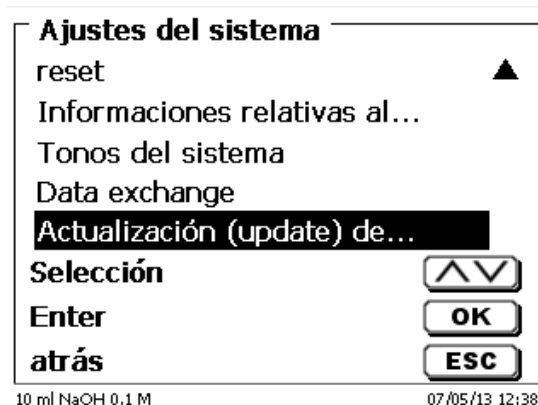 Ajustes del sistema
reset
Informaciones relativas al...
Tonos del sistema
Data exchange
Actualización (update) de...
Selección
Enter OK
atrás ESC
10 ml NaOH 0.1 M 07/05/13 12:38